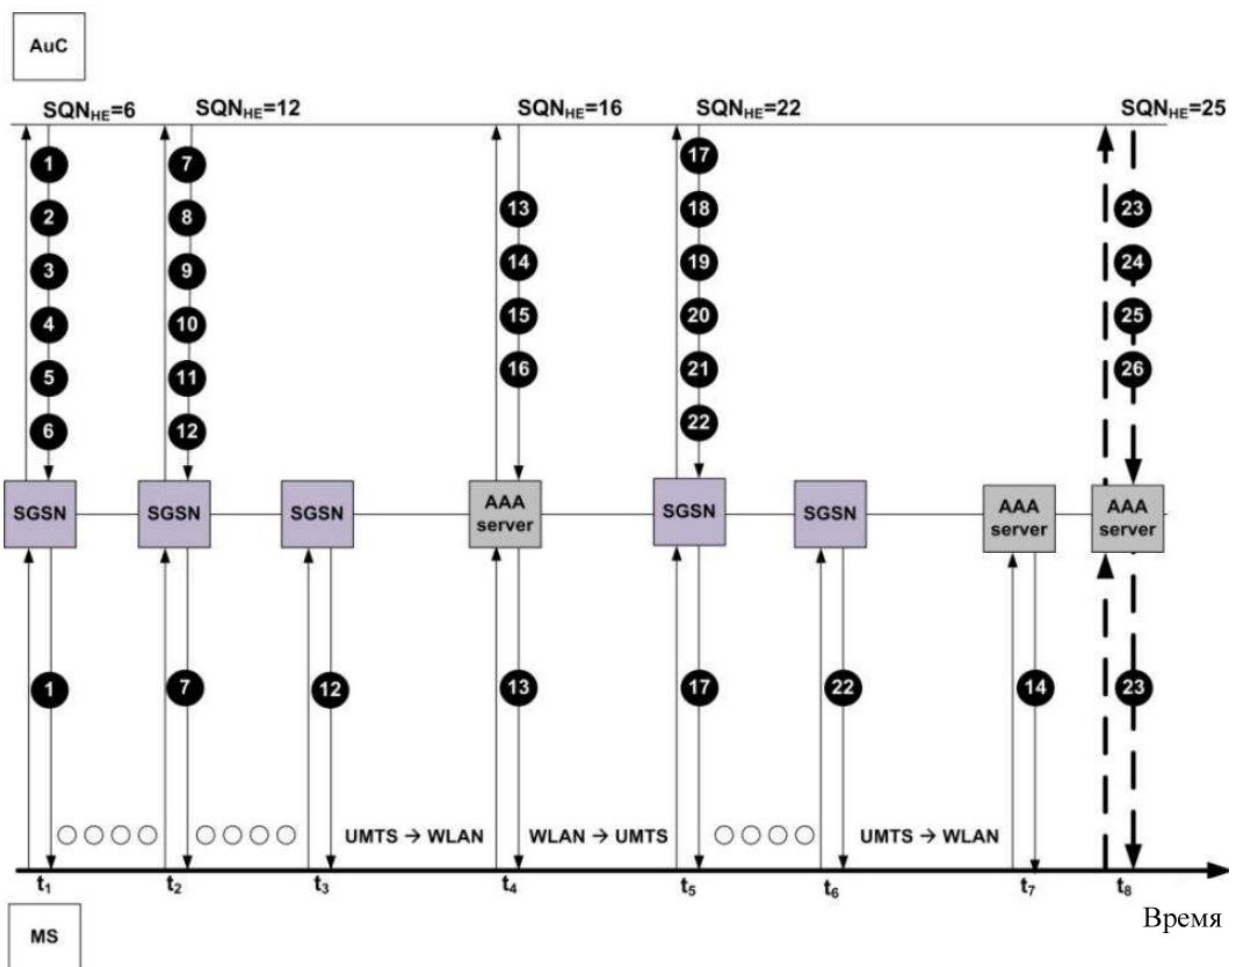 AuC
SQNHE=6 SQNHE=12 SQNHE=16 SQNHE=22 SQNHE=25
1 7 17
2 8 13 18 23
3 9 14 19 24
4 10 15 20 25
5 11 16 21 26
6 12 22
SGSN SGSN SGSN AAA server SGSN SGSN AAA server AAA server
1 7 12 13 17 22 14 23
UMTS → WLAN WLAN → UMTS UMTS → WLAN
t1 t2 t3 t4 t5 t6 t7 t8
Время
MS